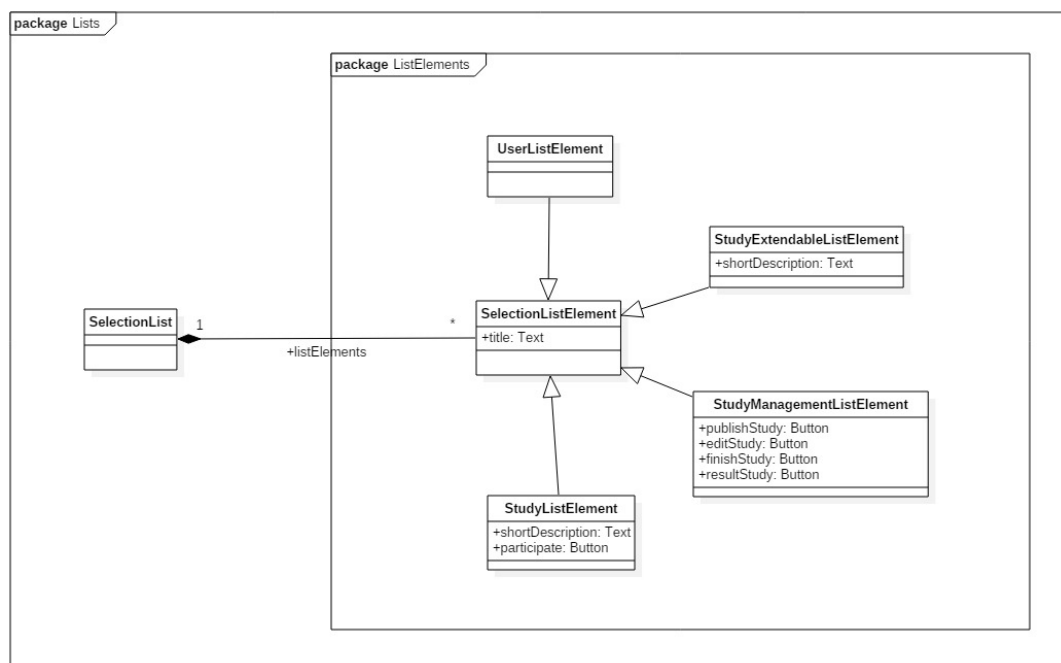 package Lists
package ListElements
UserListElement
StudyExtendableListElement
+shortDescription: Text
SelectionListElement
+title: Text
SelectionList
1
*
+listElements
StudyManagementListElement
+publishStudy: Button
+editStudy: Button
+finishStudy: Button
+resultStudy: Button
StudyListElement
+shortDescription: Text
+participate: Button